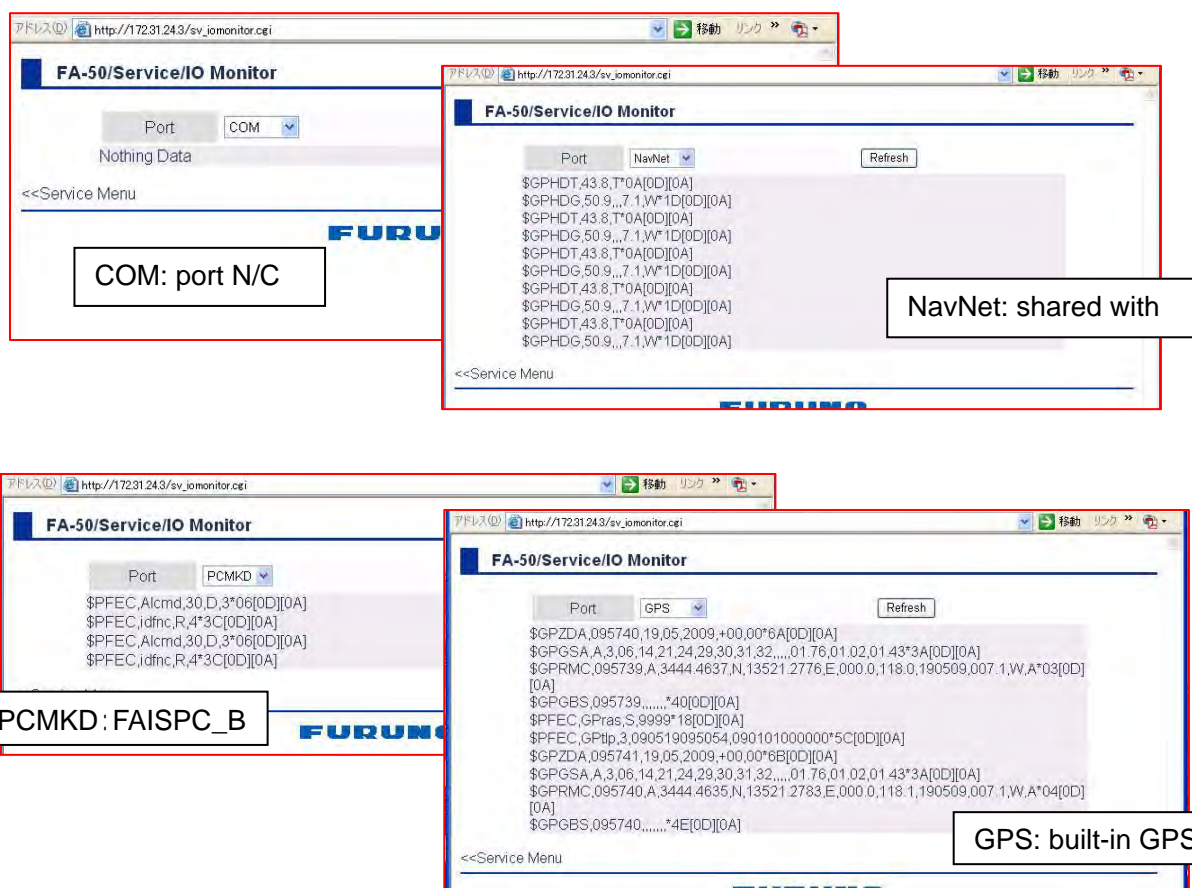 アドレス(D) http://172.31.24.3/sv_iomonitor.cgi 移動 リンク »
FA-50/Service/IO Monitor
Port COM
Nothing Data
<<Service Menu
FURU
COM: port N/C
アドレス(D) http://172.31.24.3/sv_iomonitor.cgi 移動 リンク »
FA-50/Service/IO Monitor
Port NavNet Refresh
$GPHDT,43.8,T*0A[0D][0A]
$GPHDG,50.9,,,7.1,W*1D[0D][0A]
$GPHDT,43.8,T*0A[0D][0A]
$GPHDG,50.9,,,7.1,W*1D[0D][0A]
$GPHDT,43.8,T*0A[0D][0A]
$GPHDG,50.9,,,7.1,W*1D[0D][0A]
$GPHDT,43.8,T*0A[0D][0A]
$GPHDG,50.9,,,7.1,W*1D[0D][0A]
$GPHDT,43.8,T*0A[0D][0A]
$GPHDG,50.9,,,7.1,W*1D[0D][0A]
NavNet: shared with
<<Service Menu
FURUNO
アドレス(D) http://172.31.24.3/sv_iomonitor.cgi 移動 リンク »
FA-50/Service/IO Monitor
Port PCMKD
$PFEC,AIcmd,30,D,3*06[0D][0A]
$PFEC,idfnc,R,4*3C[0D][0A]
$PFEC,AIcmd,30,D,3*06[0D][0A]
$PFEC,idfnc,R,4*3C[0D][0A]
PCMKD:FAISPC_B
FURUN
アドレス(D) http://172.31.24.3/sv_iomonitor.cgi 移動 リンク »
FA-50/Service/IO Monitor
Port GPS Refresh
$GPZDA,095740,19,05,2009,+00,00*6A[0D][0A]
$GPGSA,A,3,06,14,21,24,29,30,31,32,,,,,01.76,01.02,01.43*3A[0D][0A]
$GPRMC,095739,A,3444.4637,N,13521.2776,E,000.0,118.0,190509,007.1,W,A*03[0D]
[0A]
$GPGBS,095739,,,,,,,*40[0D][0A]
$PFEC,GPras,S,9999*18[0D][0A]
$PFEC,GPtlp,3,090519095054,090101000000*5C[0D][0A]
$GPZDA,095741,19,05,2009,+00,00*6B[0D][0A]
$GPGSA,A,3,06,14,21,24,29,30,31,32,,,,,01.76,01.02,01.43*3A[0D][0A]
$GPRMC,095740,A,3444.4635,N,13521.2783,E,000.0,118.1,190509,007.1,W,A*04[0D]
[0A]
$GPGBS,095740,,,,,,,*4E[0D][0A]
GPS: built-in GPS
<<Service Menu